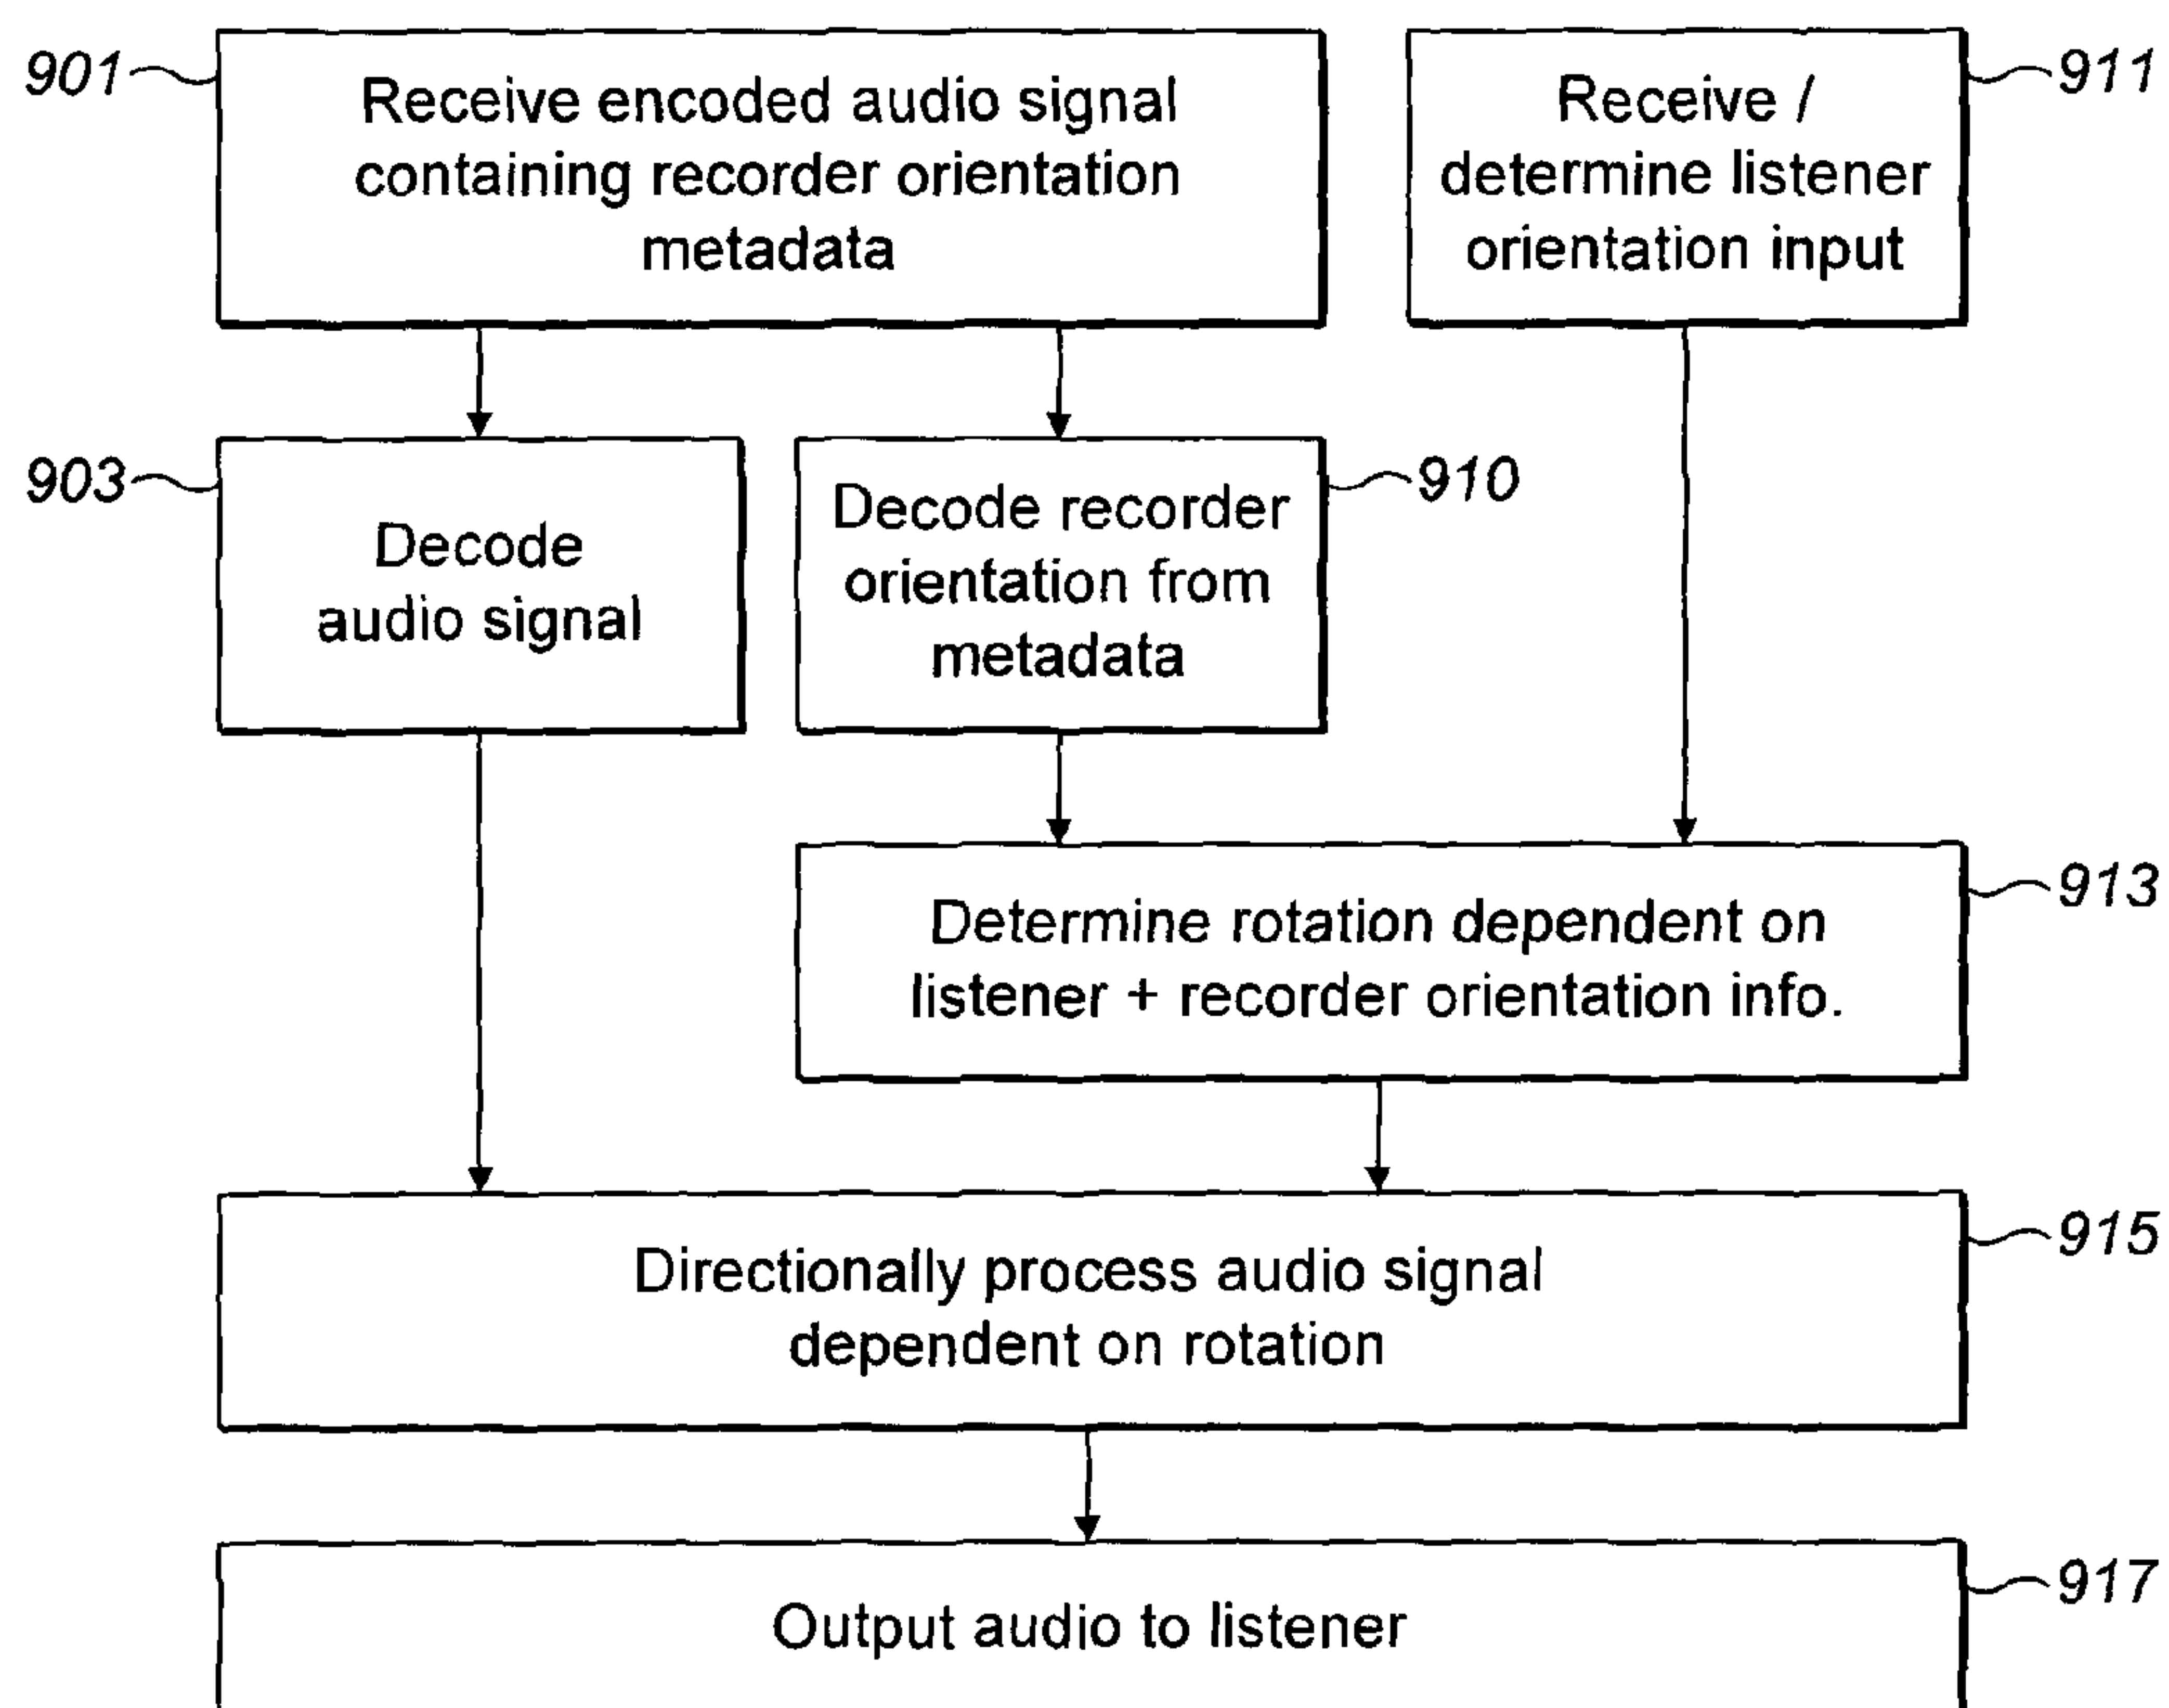 901
Receive encoded audio signal
containing recorder orientation
metadata
Receive /
determine listener
orientation input
911
903
Decode
audio signal
Decode recorder
orientation from
metadata
910
Determine rotation dependent on
listener + recorder orientation info.
913
Directionally process audio signal
dependent on rotation
915
Output audio to listener
917